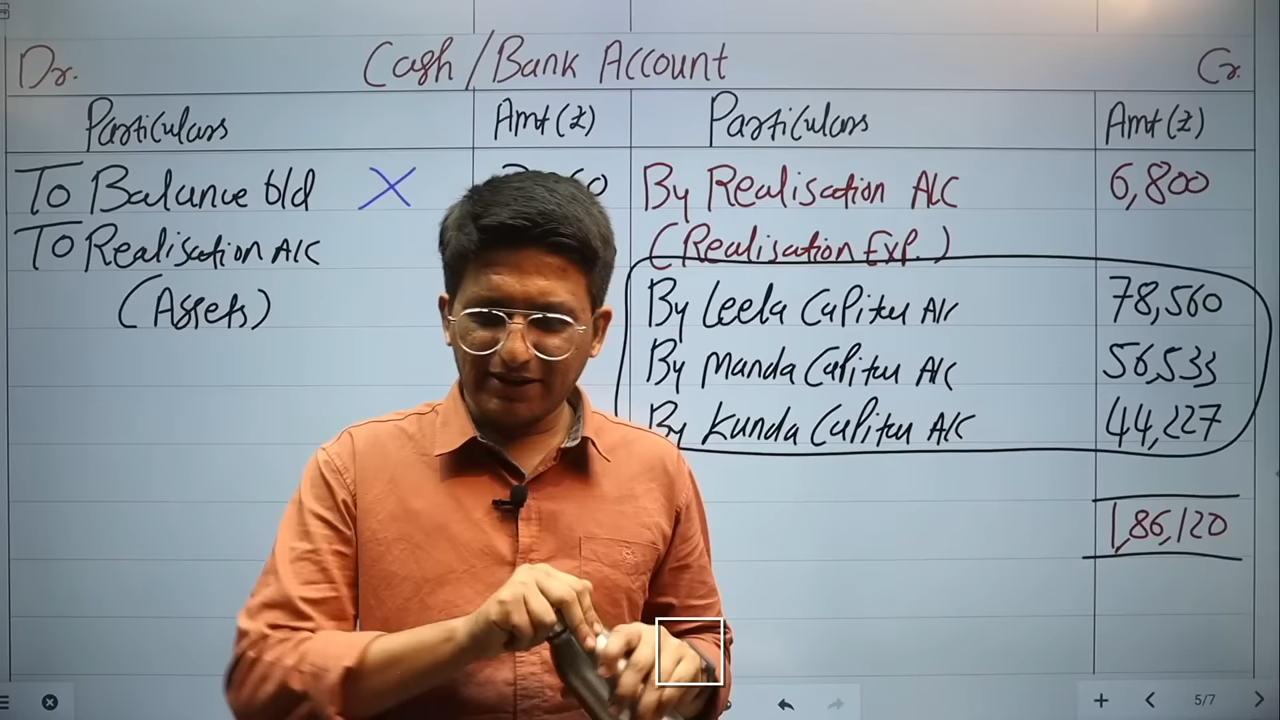 Dr. Cash/Bank Account Cr.
Particulars Amt(₹) Particulars Amt(₹)
To Balance b/d X By Realisation A/C 6,800
To Realisation A/C (Realisation Exp.)
(Assets) By Leela Capital A/c 78,560
By Manda Capital A/C 56,533
By Kunda Capital A/C 44,227
1,86,120
5/7